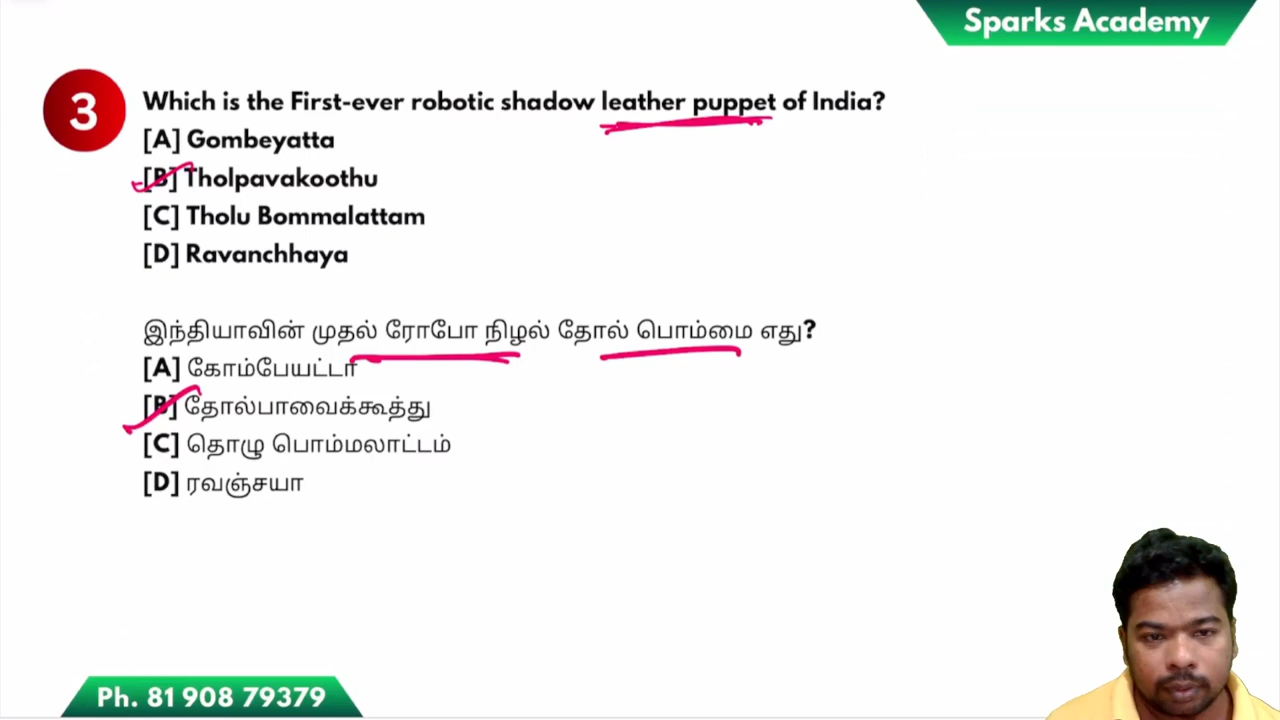 Sparks Academy
3
Which is the First-ever robotic shadow leather puppet of India?
[A] Gombeyatta
[B] Tholpavakoothu
[C] Tholu Bommalattam
[D] Ravanchhaya
இந்தியாவின் முதல் ரோபோ நிழல் தோல் பொம்மை எது?
[A] கோம்பேயட்டா
[B] தோல்பாவைக்கூத்து
[C] தொழு பொம்மலாட்டம்
[D] ரவஞ்சயா
Ph. 81 908 79379